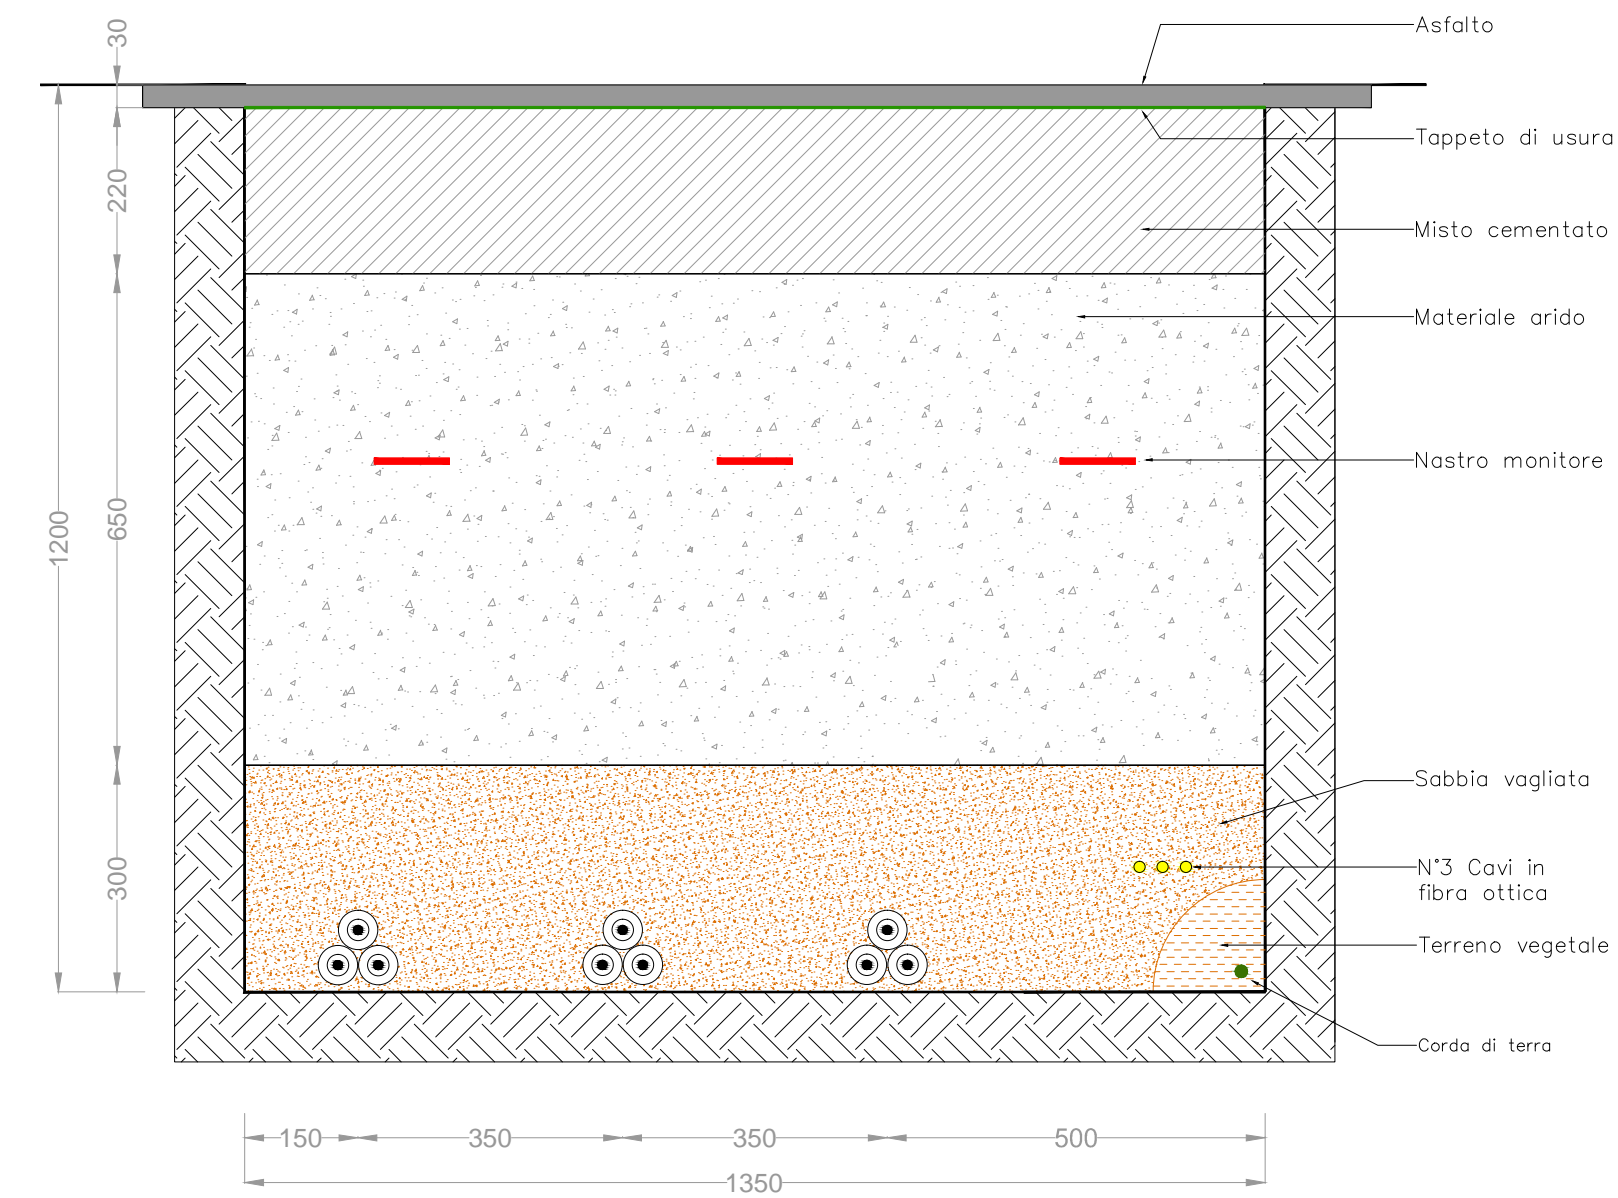 30
Asfalto
Tappeto di usura
220
Misto cementato
Materiale arido
Nastro monitore
1200
650
Sabbia vagliata
300
N°3 Cavi in
fibra ottica
Terreno vegetale
Corda di terra
150 350 350 500
1350